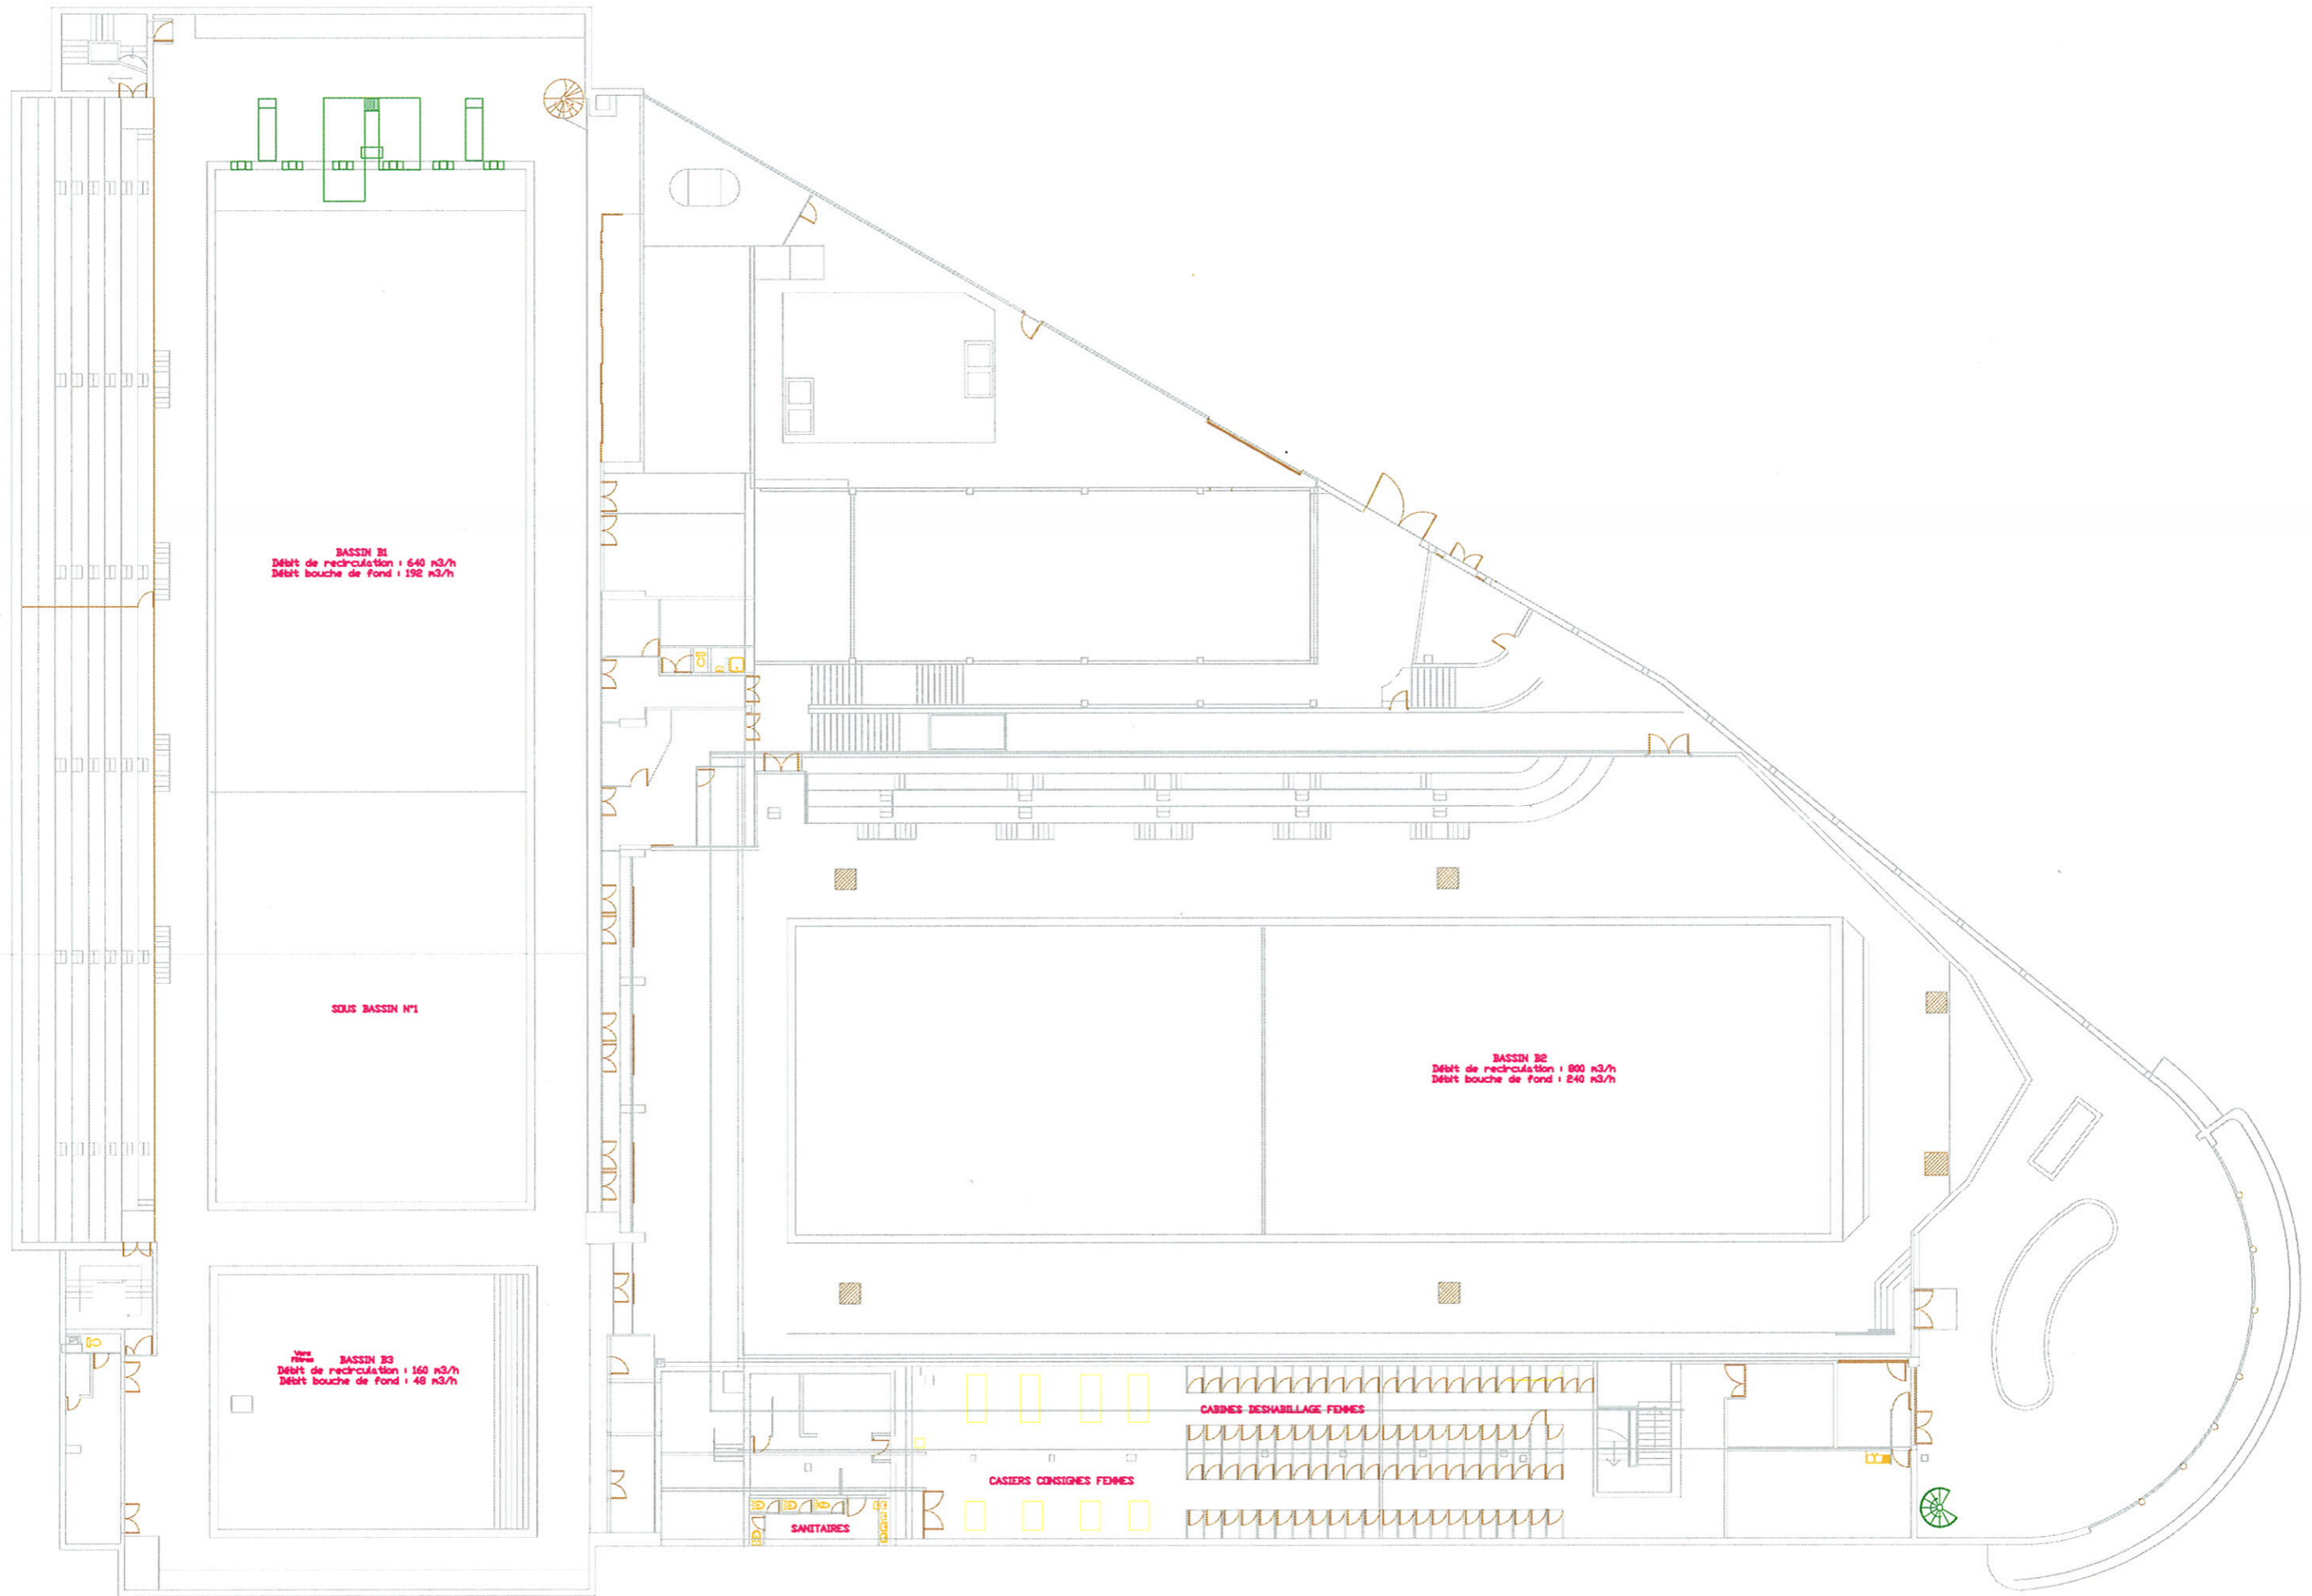 BASSIN B1
Débit de recirculation : 640 m3/h
Débit bouche de fond : 192 m3/h
SOUS BASSIN N°1
BASSIN B2
Débit de recirculation : 800 m3/h
Débit bouche de fond : 240 m3/h
Vers
Filtres
BASSIN B3
Débit de recirculation : 160 m3/h
Débit bouche de fond : 48 m3/h
CABINES DESHABILLAGE FEMMES
CASIERS CONSIGNES FEMMES
SANITAIRES